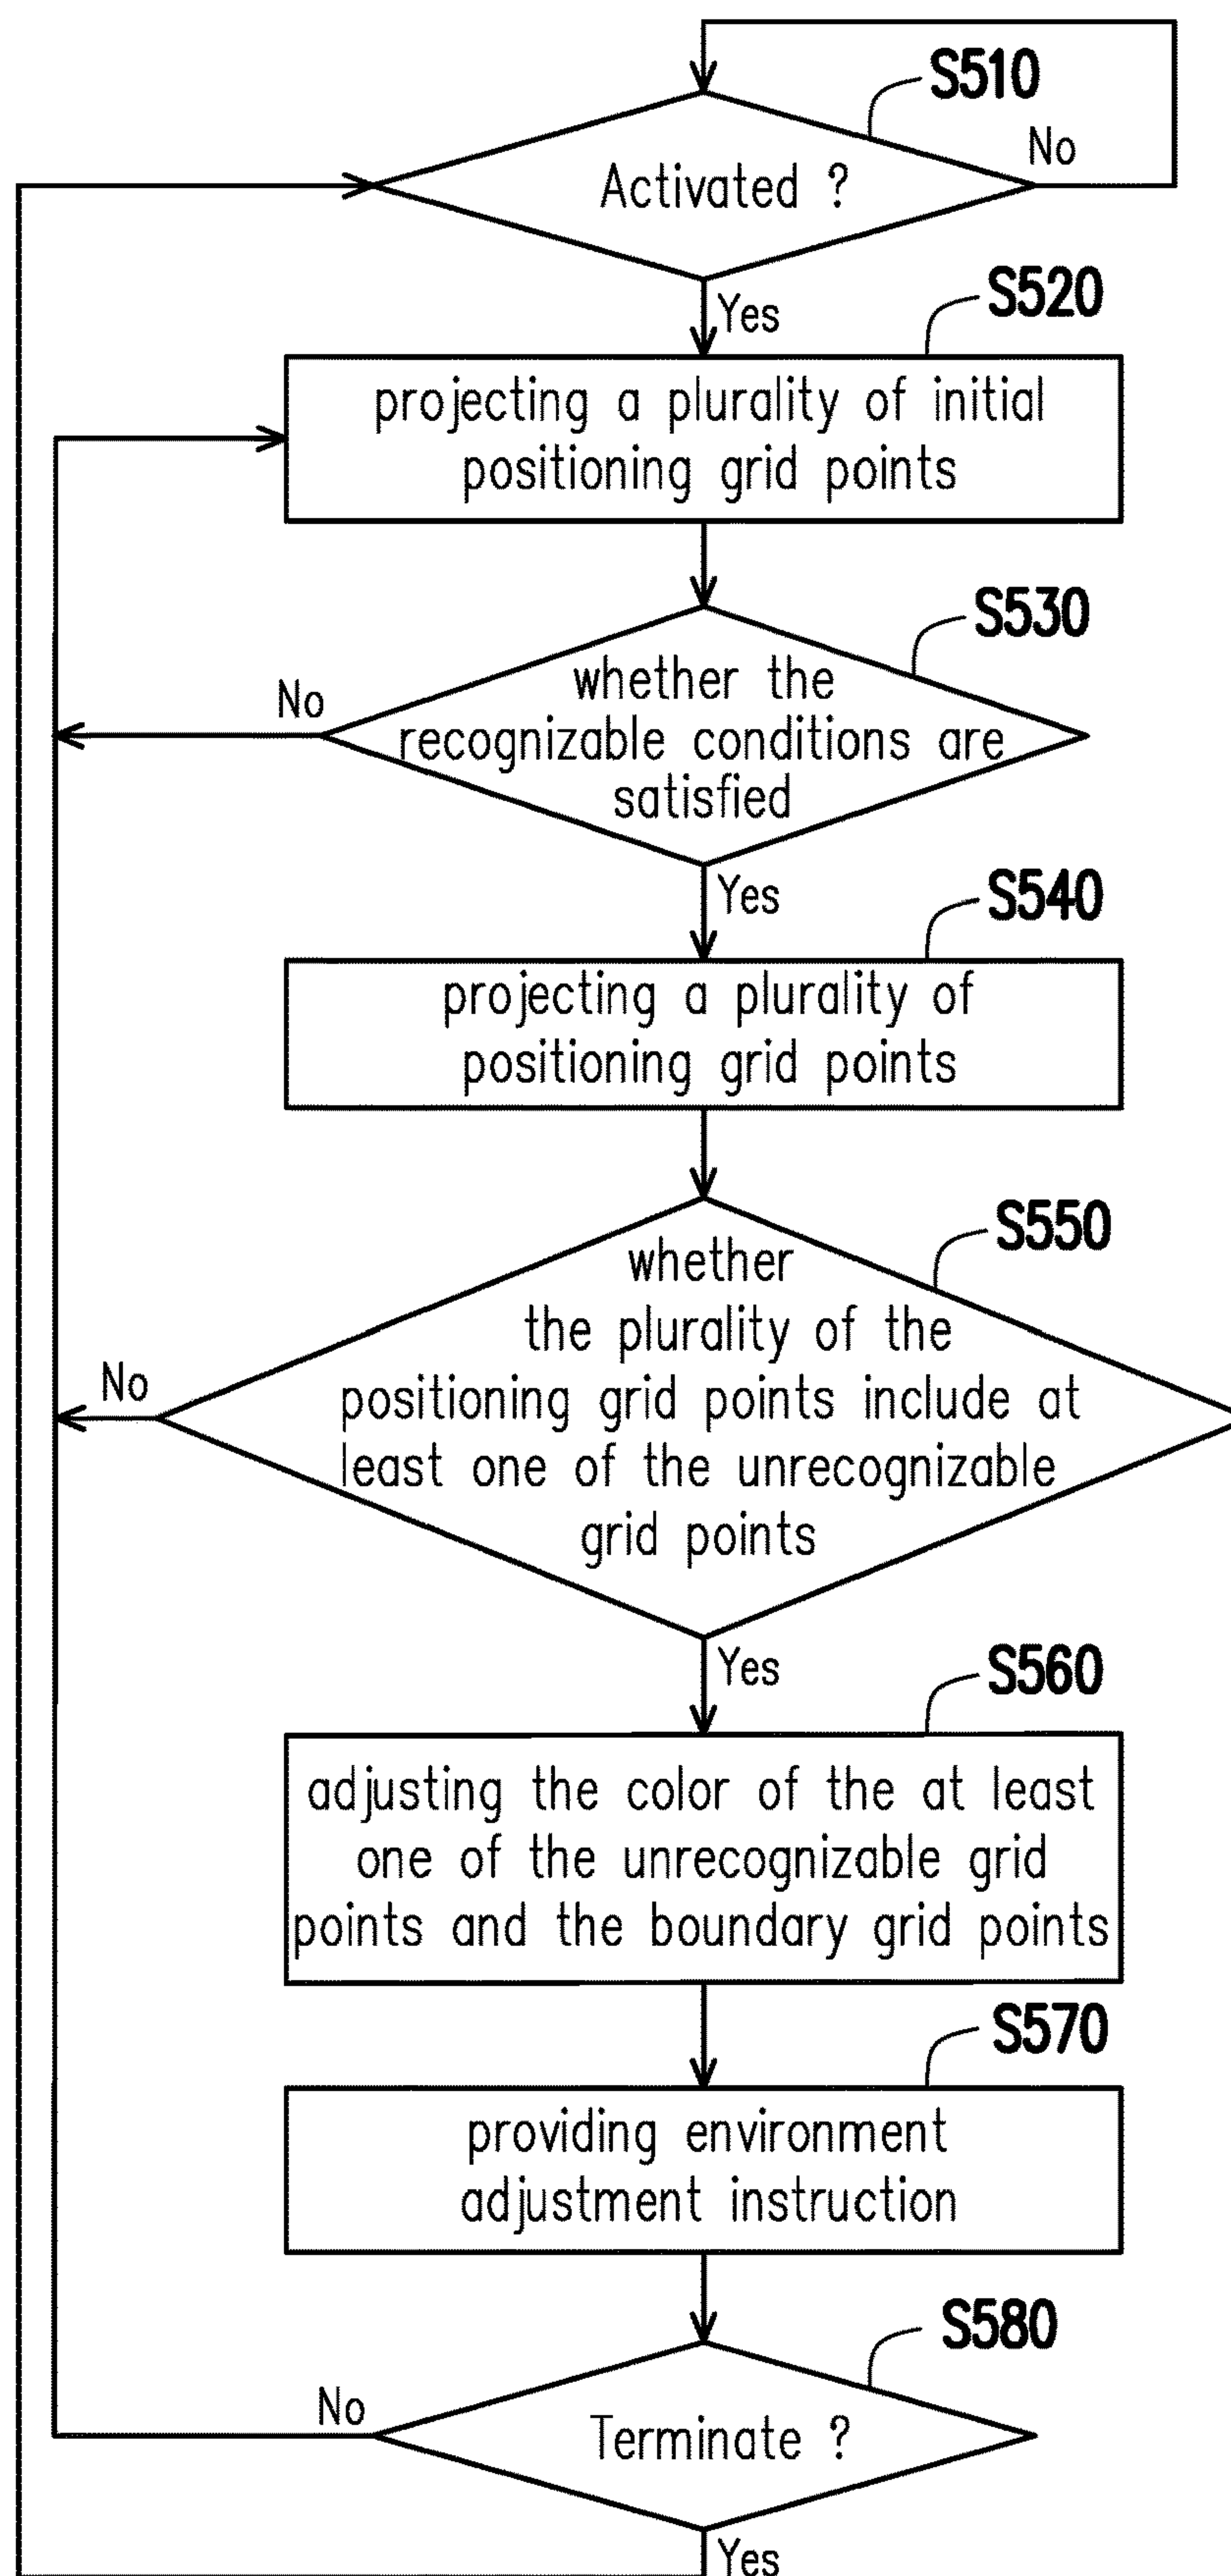 S510
No
Activated ?
Yes
S520
projecting a plurality of initial
positioning grid points
S530
No
whether the
recognizable conditions are
satisfied
Yes
S540
projecting a plurality of
positioning grid points
S550
whether
the plurality of the
No
positioning grid points include at
least one of the unrecognizable
grid points
Yes
S560
adjusting the color of the at least
one of the unrecognizable grid
points and the boundary grid points
S570
providing environment
adjustment instruction
S580
No
Terminate ?
Yes